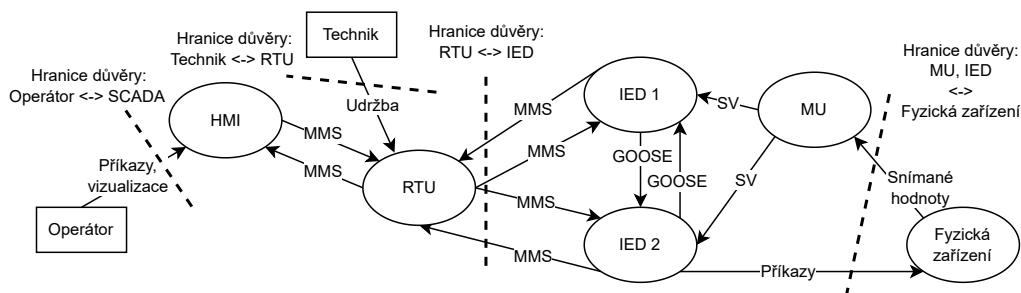 Hranice důvěry:
Operátor <-> SCADA
Hranice důvěry:
Technik <-> RTU
Technik
Hranice důvěry:
RTU <-> IED
Hranice důvěry:
MU, IED
<->
Fyzická zařízení
Údržba
HMI
MMS
MMS
RTU
MMS
MMS
MMS
MMS
IED 1
GOOSE
GOOSE
IED 2
SV
SV
MU
Příkazy,
vizualizace
Operátor
Snímané
hodnoty
Příkazy
Fyzická
zařízení